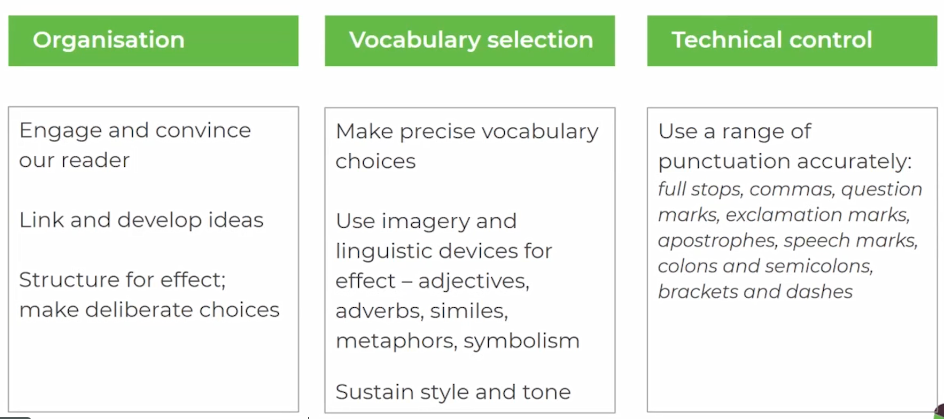 Organisation
Engage and convince
our reader
Link and develop ideas
Structure for effect;
make deliberate choices
Vocabulary selection
Make precise vocabulary
choices
Use imagery and
linguistic devices for
effect – adjectives,
adverbs, similes,
metaphors, symbolism
Sustain style and tone
Technical control
Use a range of
punctuation accurately:
full stops, commas, question
marks, exclamation marks,
apostrophes, speech marks,
colons and semicolons,
brackets and dashes